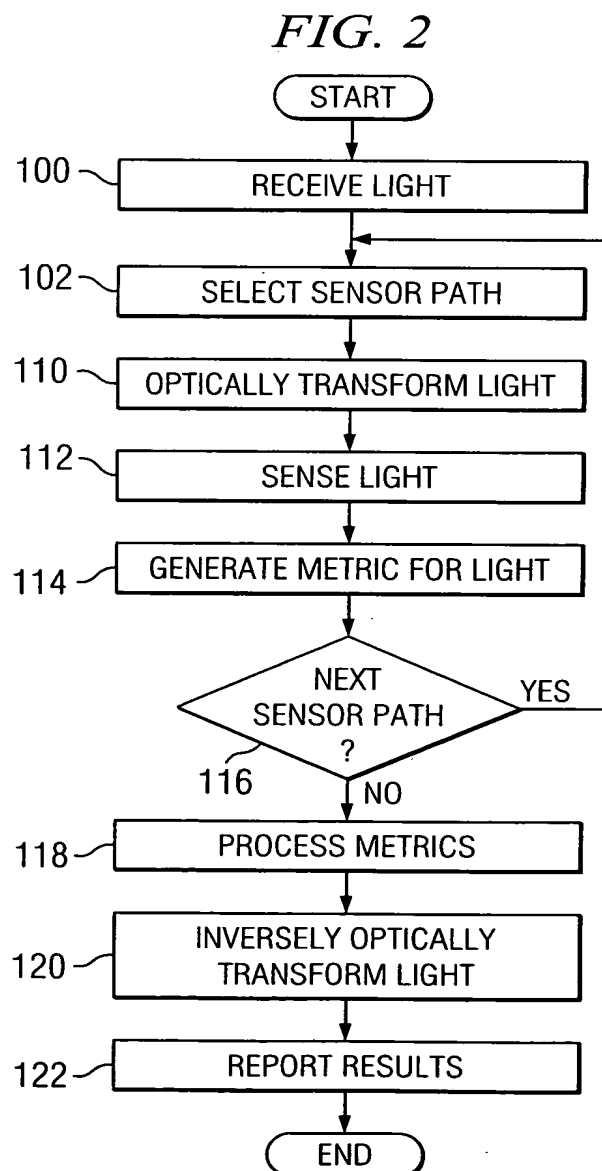 FIG. 2
START
100
RECEIVE LIGHT
102
SELECT SENSOR PATH
110
OPTICALLY TRANSFORM LIGHT
112
SENSE LIGHT
114
GENERATE METRIC FOR LIGHT
NEXT
SENSOR PATH
?
YES
116
NO
118
PROCESS METRICS
120
INVERSELY OPTICALLY
TRANSFORM LIGHT
122
REPORT RESULTS
END